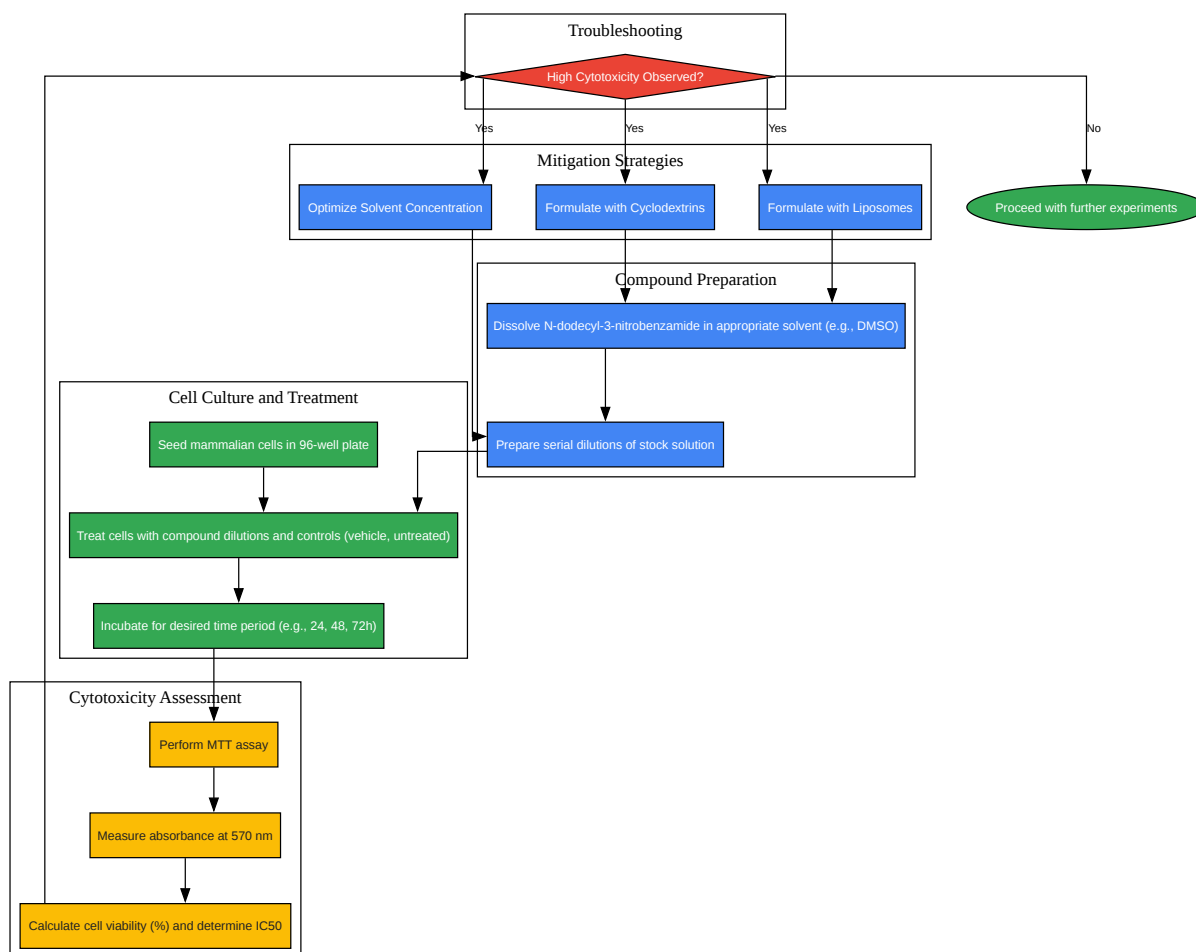 Troubleshooting
High Cytotoxicity Observed?
Yes
Yes
Yes
No
Mitigation Strategies
Optimize Solvent Concentration
Formulate with Cyclodextrins
Formulate with Liposomes
Proceed with further experiments
Compound Preparation
Dissolve N-dodecyl-3-nitrobenzamide in appropriate solvent (e.g., DMSO)
Prepare serial dilutions of stock solution
Cell Culture and Treatment
Seed mammalian cells in 96-well plate
Treat cells with compound dilutions and controls (vehicle, untreated)
Incubate for desired time period (e.g., 24, 48, 72h)
Cytotoxicity Assessment
Perform MTT assay
Measure absorbance at 570 nm
Calculate cell viability (%) and determine IC50